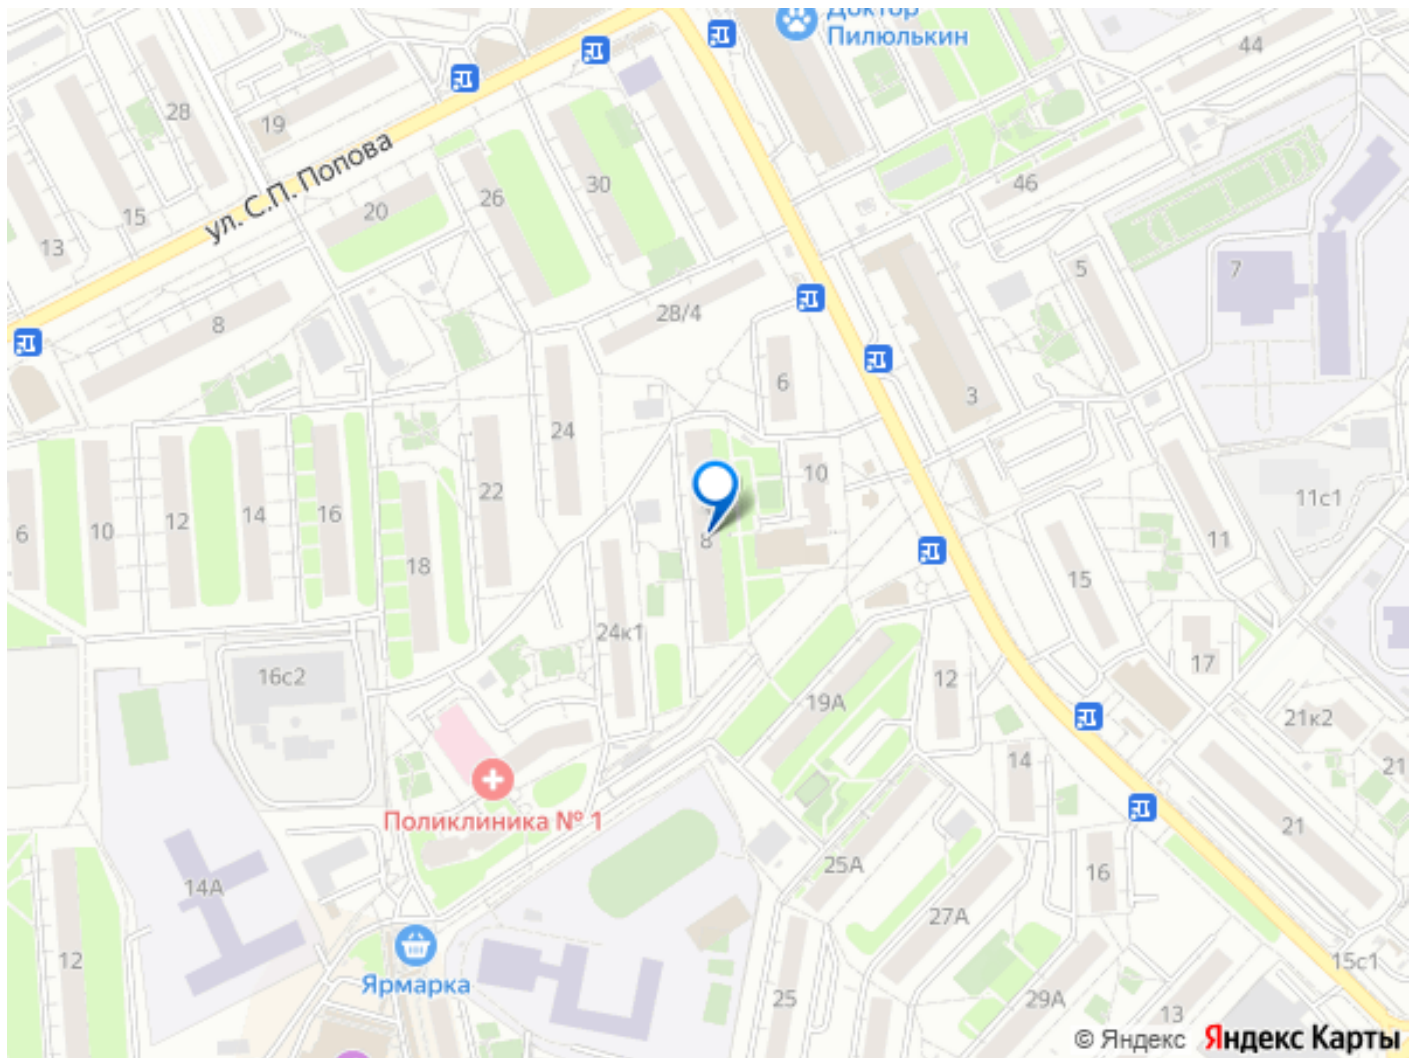 Доктор
Пилюлькин
44
28
19
ул. С.П. Попова
15
13
20
26
30
46
5
7
8
28/4
6
3
24
22
10
11с1
11
6
10
12
14
16
18
8
15
24к1
16с2
19А
12
17
21к2
14
21
21
Поликлиника № 1
25А
16
14А
27А
12
Ярмарка
25
29А
13
15с1
© Яндекс Яндекс Карты